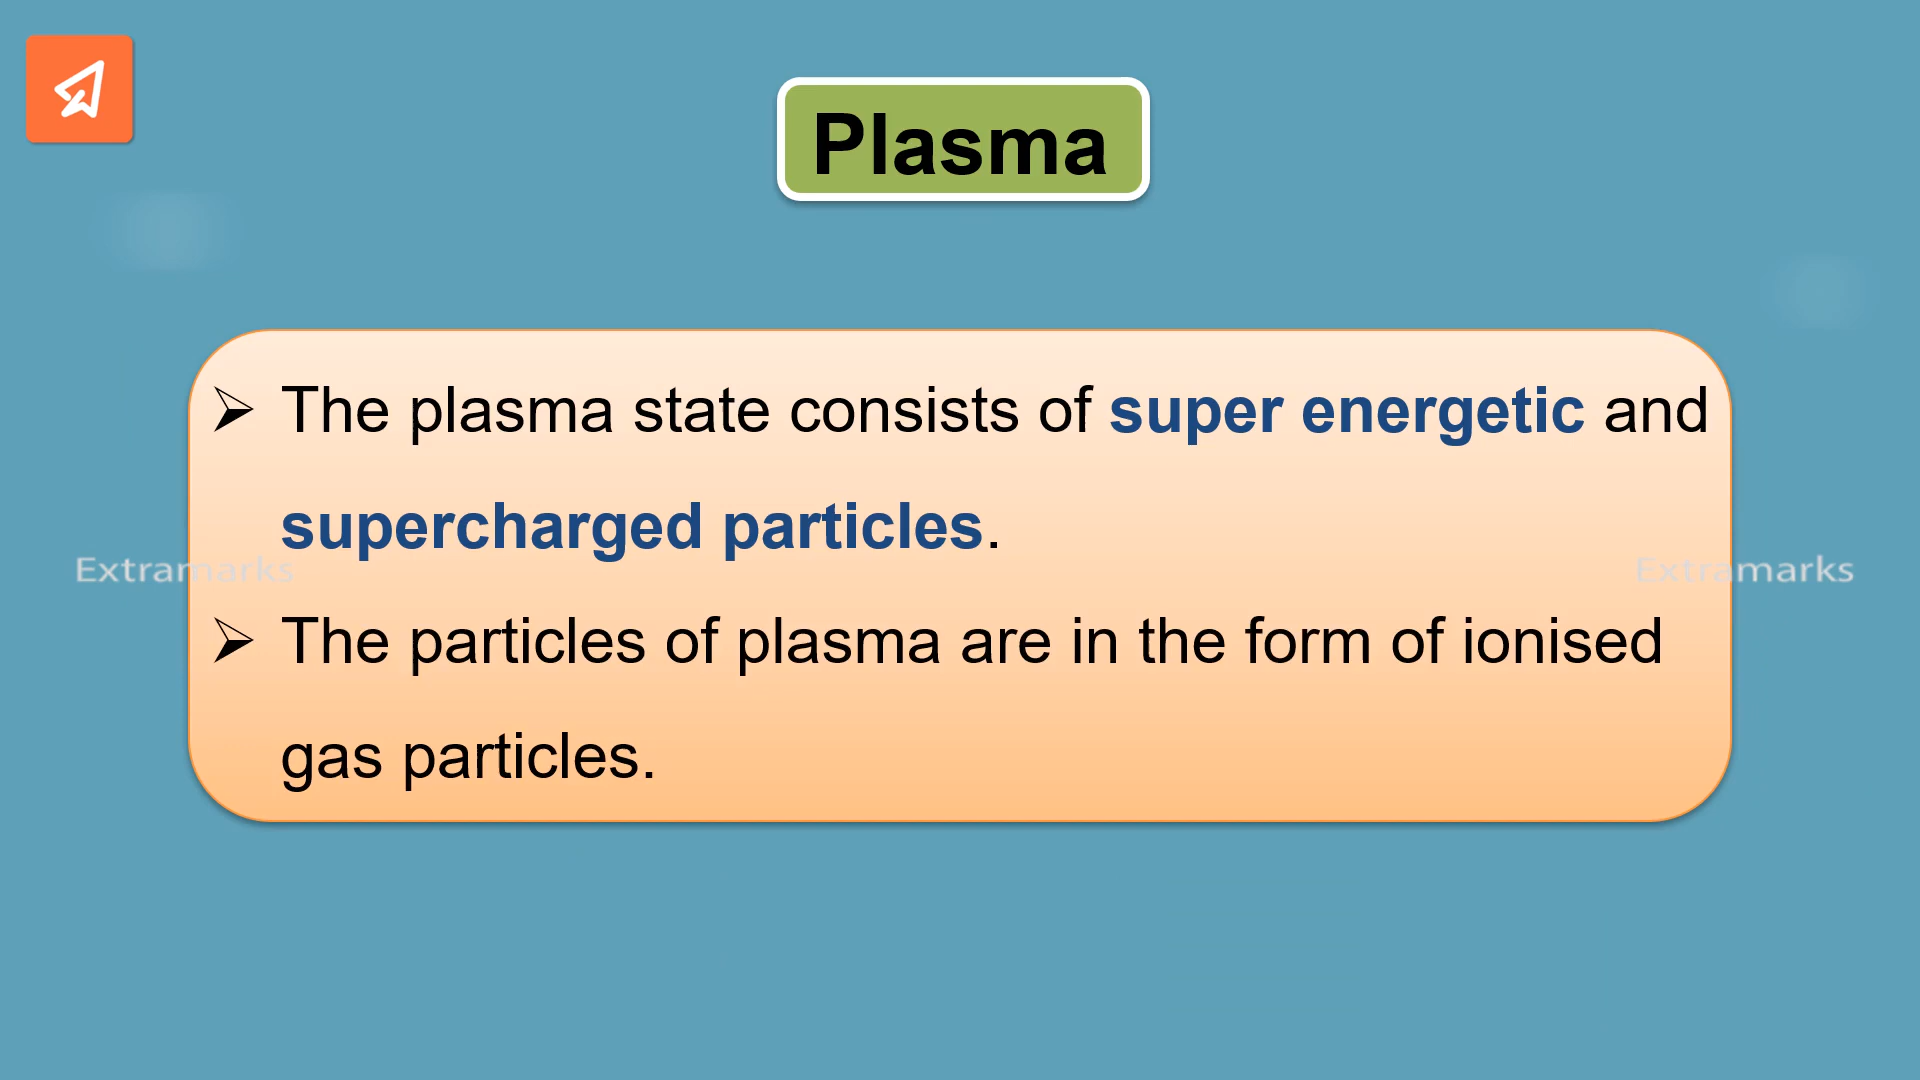 Plasma
➢ The plasma state consists of super energetic and
supercharged particles.
Extramarks
Extramarks
➢ The particles of plasma are in the form of ionised
gas particles.